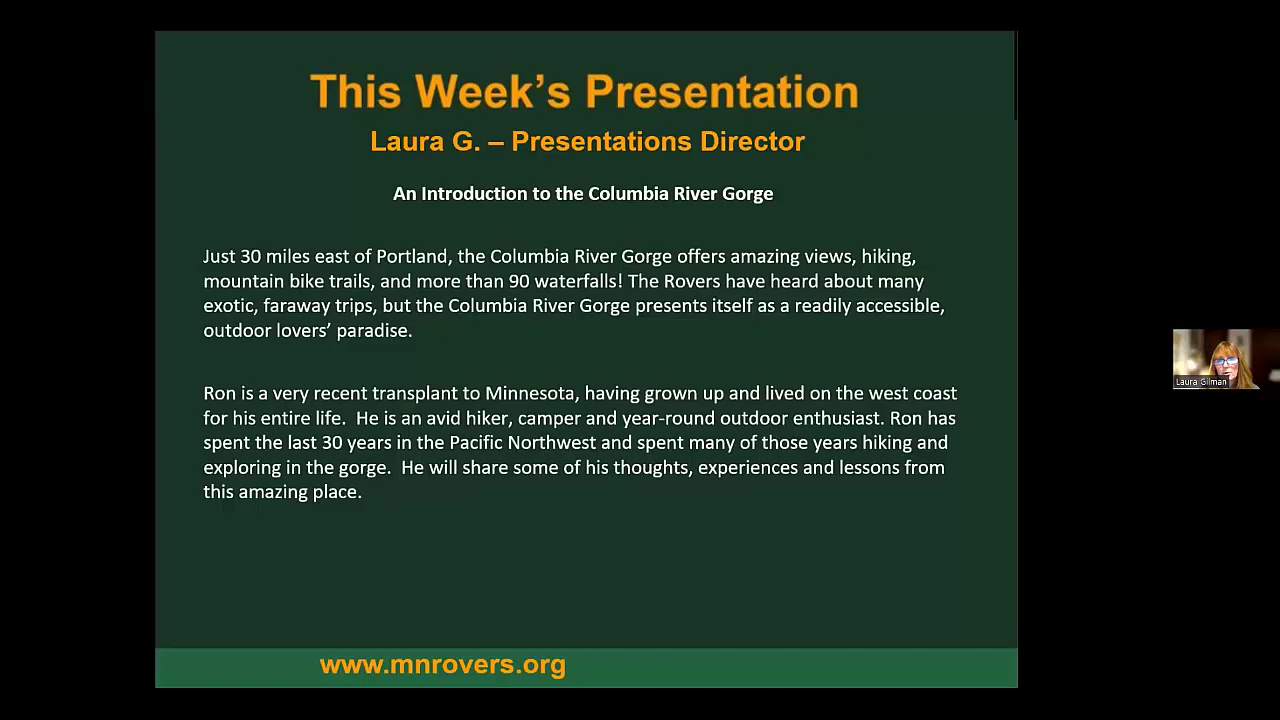 This Week's Presentation
Laura G. – Presentations Director
An Introduction to the Columbia River Gorge
Just 30 miles east of Portland, the Columbia River Gorge offers amazing views, hiking,
mountain bike trails, and more than 90 waterfalls! The Rovers have heard about many
exotic, faraway trips, but the Columbia River Gorge presents itself as a readily accessible,
outdoor lovers' paradise.
Ron is a very recent transplant to Minnesota, having grown up and lived on the west coast
for his entire life.  He is an avid hiker, camper and year-round outdoor enthusiast. Ron has
spent the last 30 years in the Pacific Northwest and spent many of those years hiking and
exploring in the gorge.  He will share some of his thoughts, experiences and lessons from
this amazing place.
Laura Gilman
www.mnrovers.org